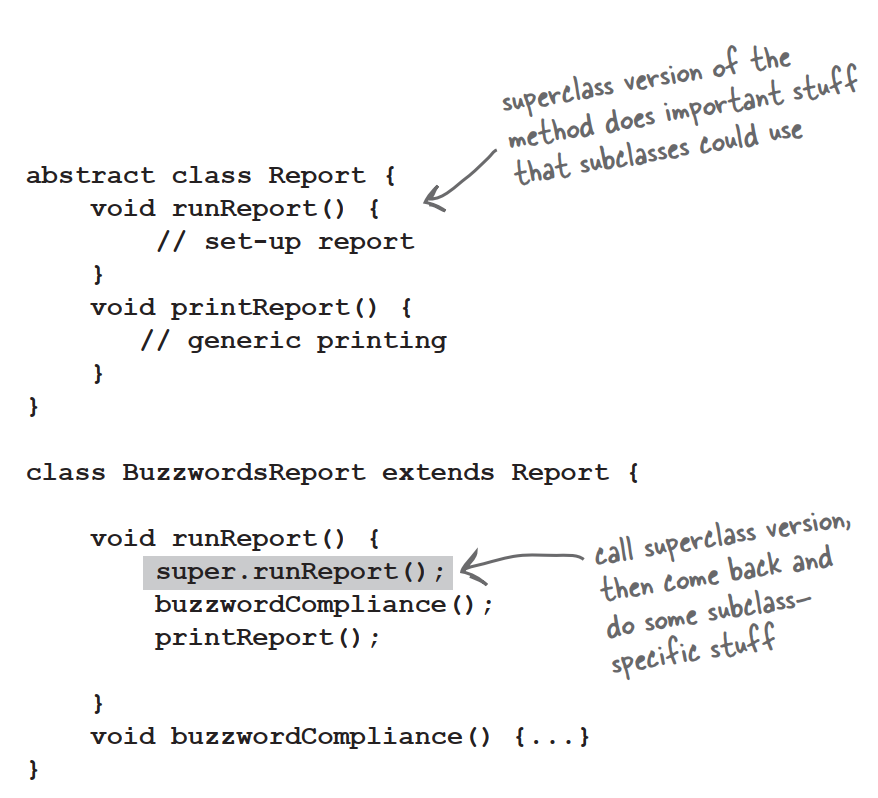 superclass version of the
method does important stuff
that subclasses could use
abstract class Report {
    void runReport() {
        // set-up report
    }
    void printReport() {
       // generic printing
    }
}
class BuzzwordsReport extends Report {
    void runReport() {
        super.runReport();
        buzzwordCompliance();
        printReport();
    }
    void buzzwordCompliance() {...}
}
call superclass version,
then come back and
do some subclass-
specific stuff